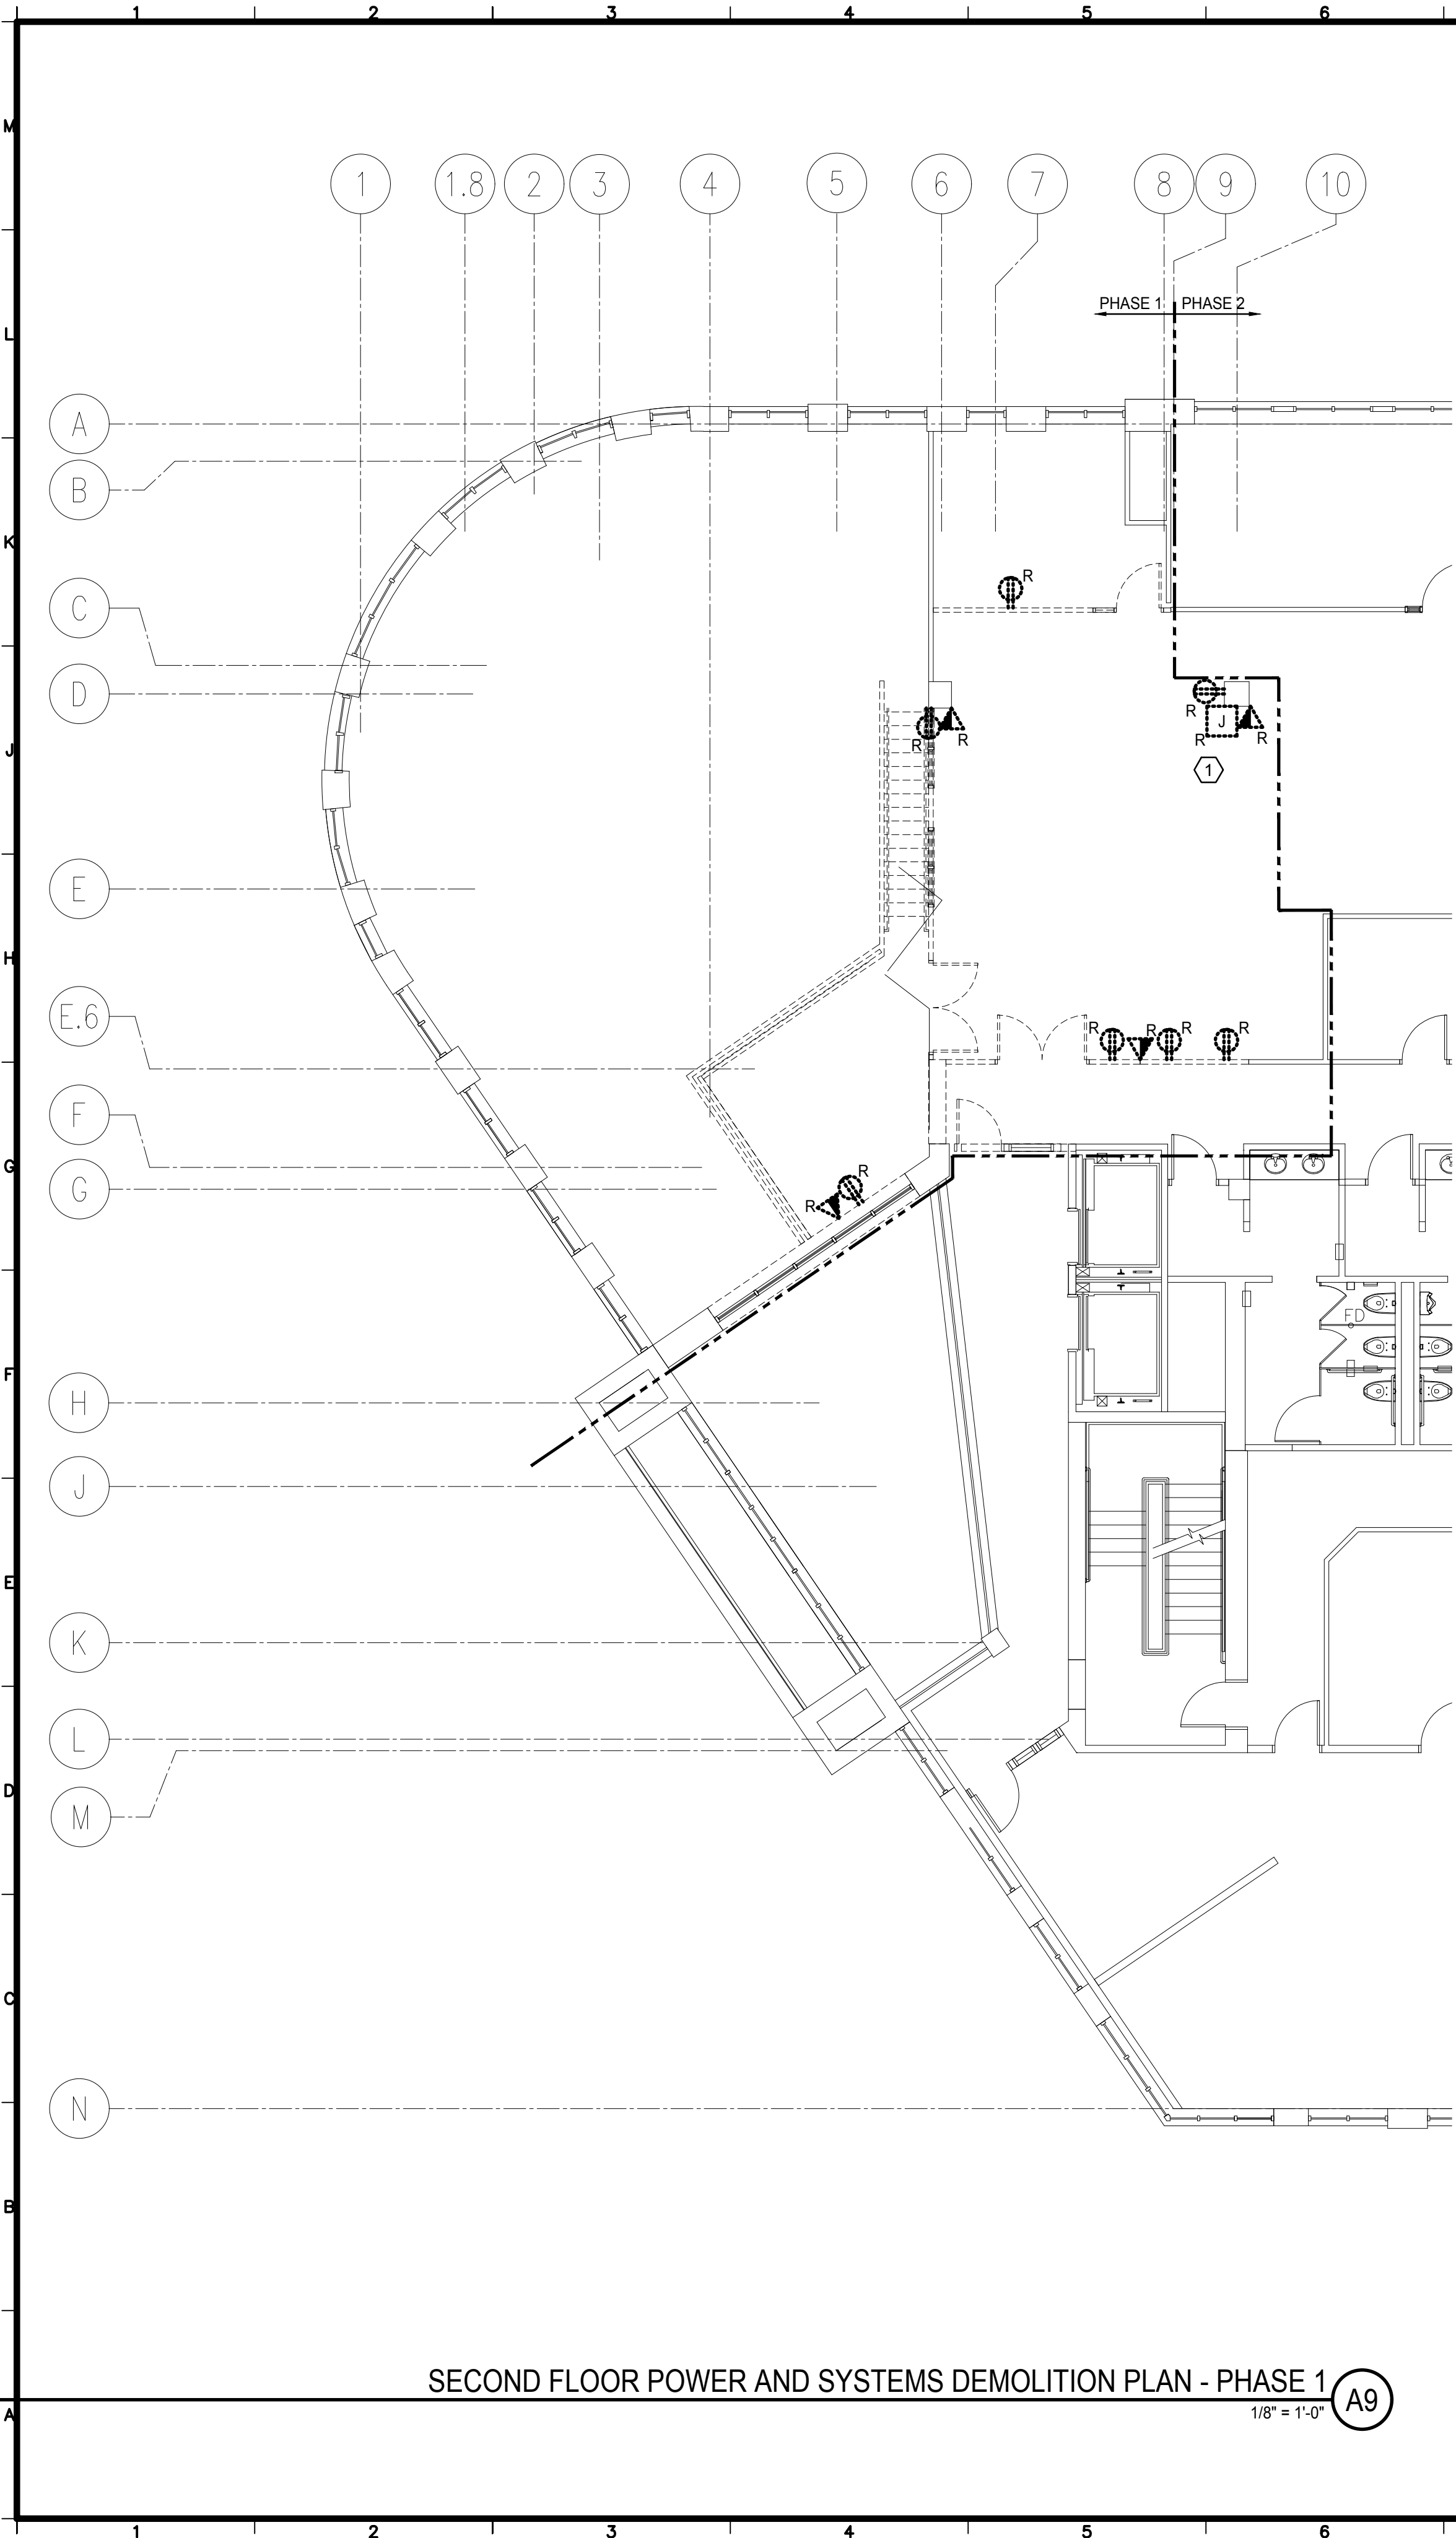 1 2 3 4 5 6
M
1 1.8 2 3 4 5 6 7 8 9 10
PHASE 1 PHASE 2
L
A
B
K
R
C
D
R
J
R
J
R R
R R
1
E
H
E.6
R R R R
F
G
R
G
R
FD
F
H
J
E
K
L
D
M
C
N
B
SECOND FLOOR POWER AND SYSTEMS DEMOLITION PLAN - PHASE 1
A9
A
1/8" = 1'-0"
1 2 3 4 5 6